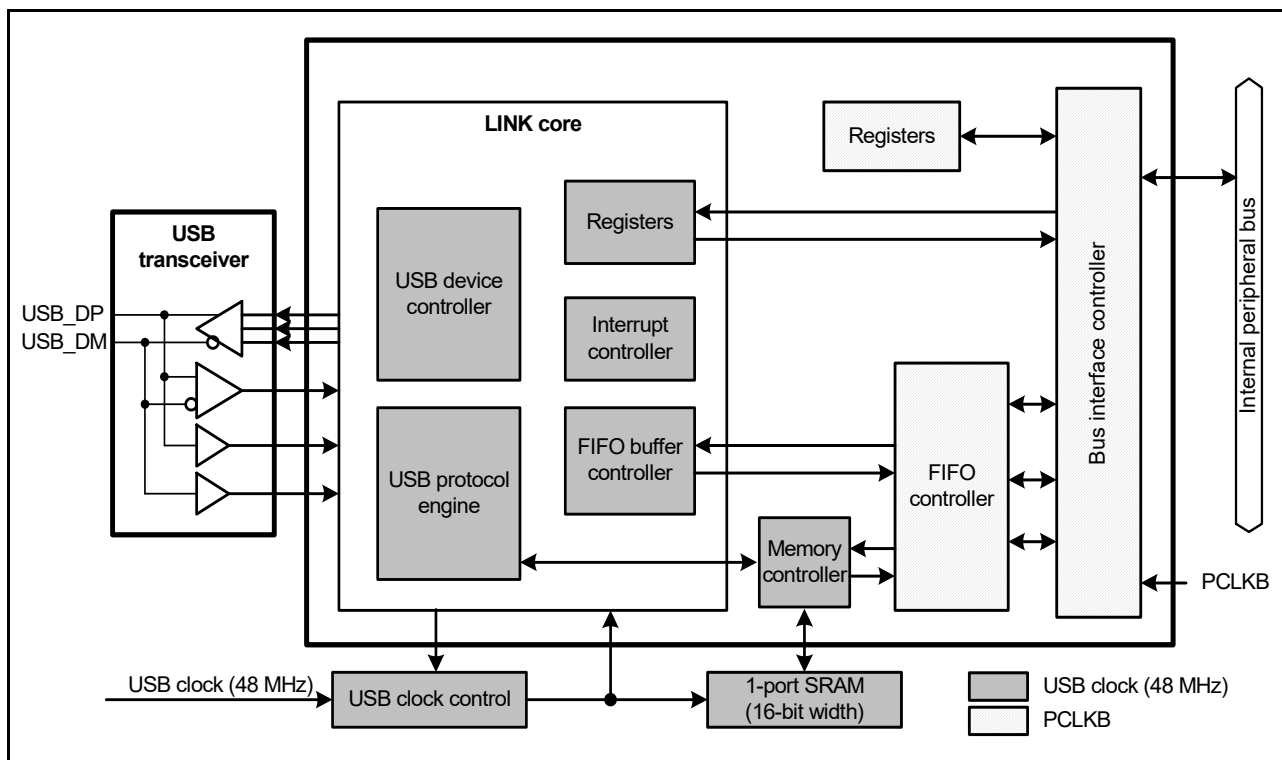 LINK core
Registers
Registers
USB
transceiver
USB device
controller
USB_DP
USB_DM
Interrupt
controller
Bus interface controller
Internal peripheral bus
USB protocol
engine
FIFO buffer
controller
FIFO
controller
Memory
controller
PCLKB
USB clock (48 MHz)
USB clock control
1-port SRAM
(16-bit width)
USB clock (48 MHz)
PCLKB